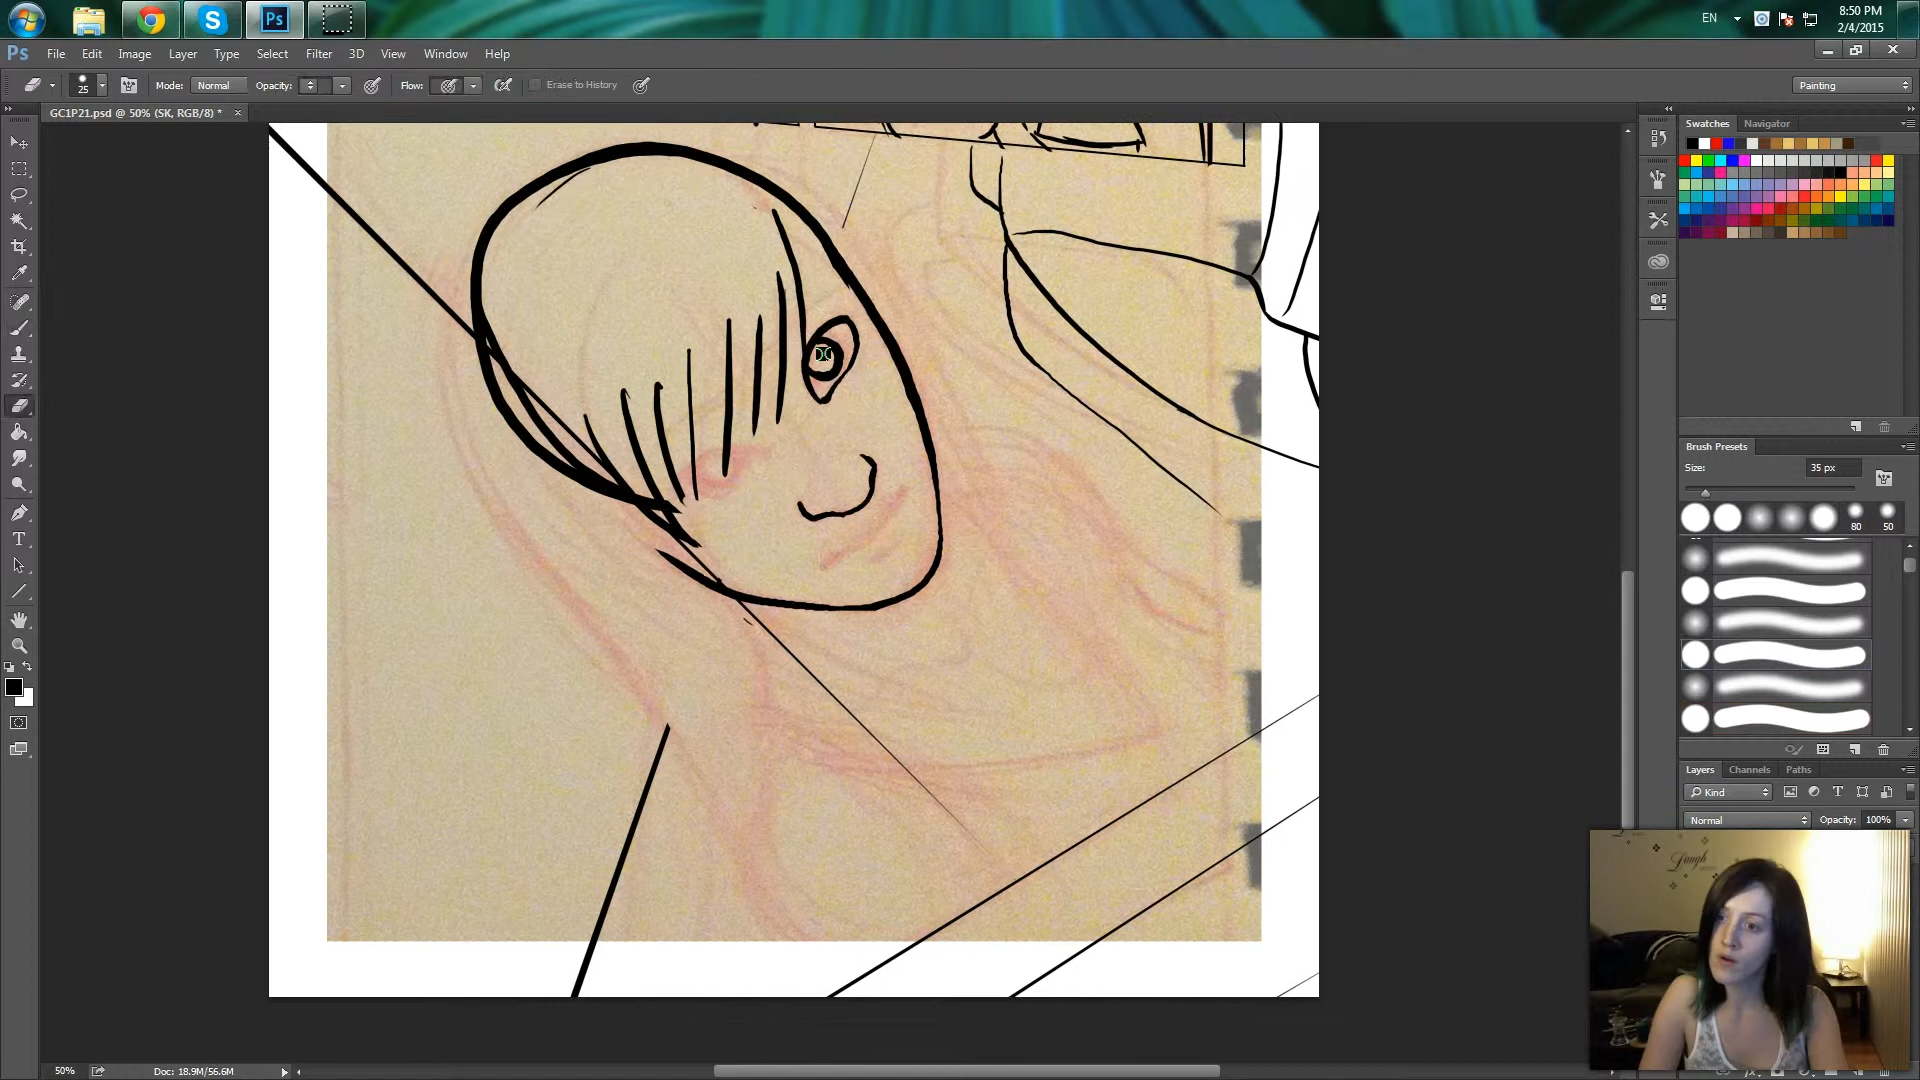 EN
8:50 PM
2/4/2015
Ps
File Edit Image Layer Type Select Filter 3D View Window Help
25
Mode: Normal Opacity: Flow: Erase to History
Painting
GC1P21.psd @ 50% (SK, RGB/8) *
Swatches Navigator
Brush Presets
Size: 35 px
80 50
Layers Channels Paths
Kind
Normal Opacity: 100%
Laugh
50% Doc: 18.9M/56.6M